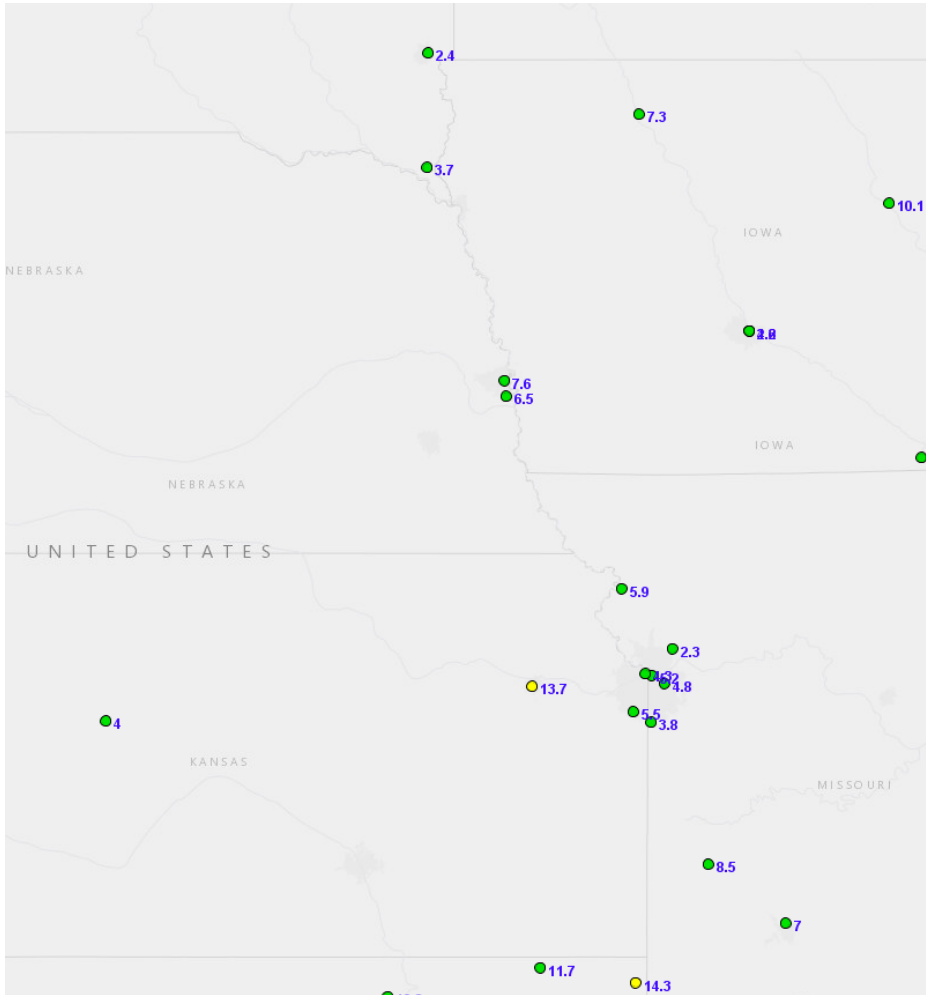 2.4
7.3
3.7
10.1
IOWA
NEBRASKA
7.6
6.5
IOWA
NEBRASKA
UNITED STATES
5.9
2.3
4.8
13.7
5.5
3.8
4
KANSAS
MISSOURI
8.5
7
11.7
14.3